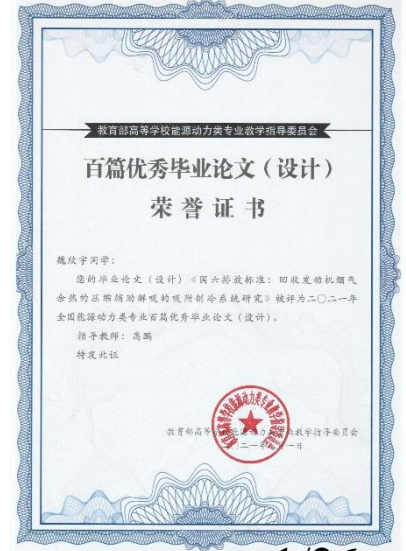 教育部高等学校能源动力类专业教学指导委员会
百篇优秀毕业论文（设计）
荣誉证书
魏欣宇同学：
您的毕业论文（设计）《国六排放标准：回收发动机烟气
余热的压缩辅助解吸的吸附制冷系统研究》被评为二〇二一年
全国能源动力类专业百篇优秀毕业论文（设计）。
指导教师：高鹏
特发此证
教育部高等学校能源动力类专业教学指导委员会